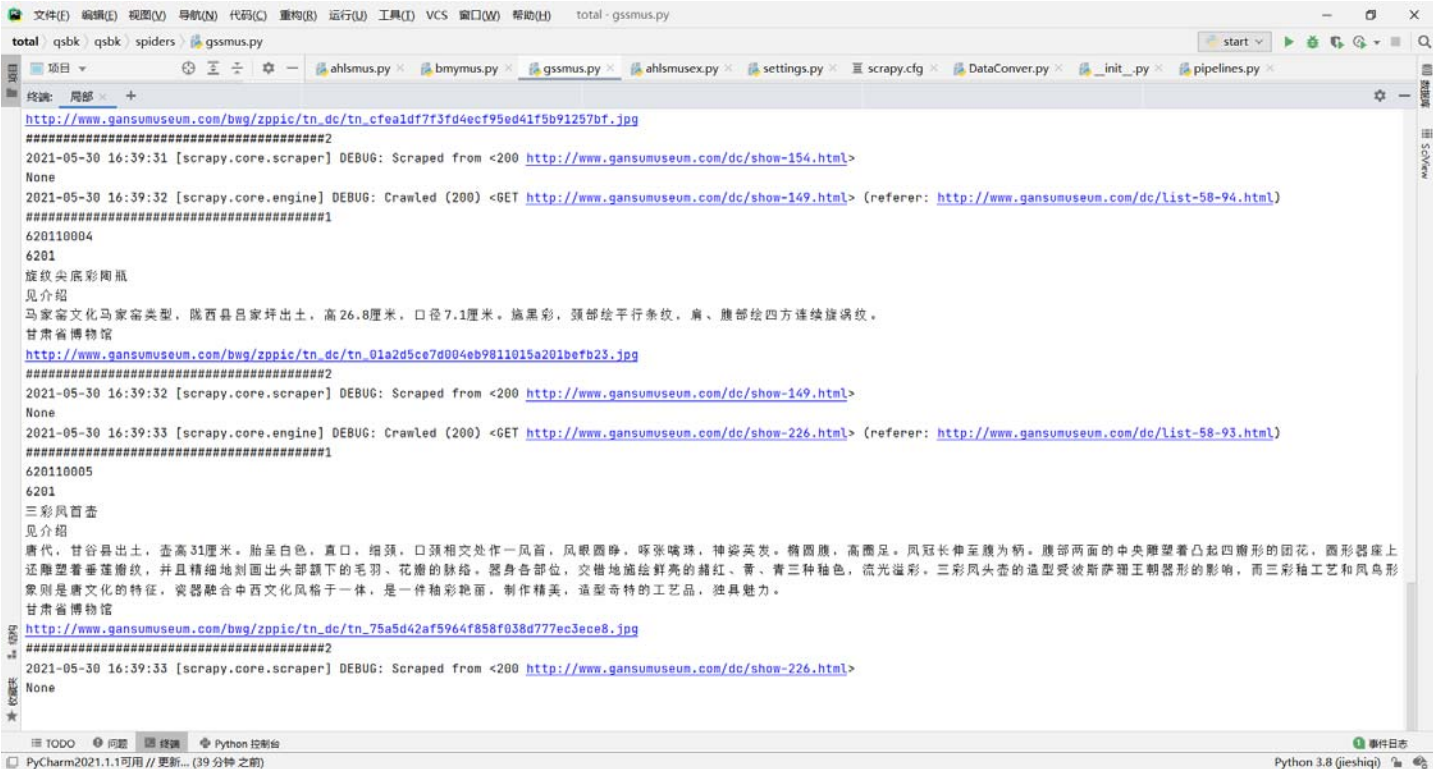 文件(F) 编辑(E) 视图(V) 导航(N) 代码(C) 重构(R) 运行(U) 工具(T) VCS 窗口(W) 帮助(H) total - gssmus.py
total qsbk qsbk spiders gssmus.py start
项目 ahlsmus.py bmymus.py gssmus.py ahlsmusex.py settings.py scrapy.cfg DataConver.py __init__.py pipelines.py
终端: 局部 +
http://www.gansumuseum.com/bwg/zppic/tn_dc/tn_cfea1df7f3fd4ecf95ed41f5b91257bf.jpg
########################################2
2021-05-30 16:39:31 [scrapy.core.scraper] DEBUG: Scraped from <200 http://www.gansumuseum.com/dc/show-154.html>
None
2021-05-30 16:39:32 [scrapy.core.engine] DEBUG: Crawled (200) <GET http://www.gansumuseum.com/dc/show-149.html> (referer: http://www.gansumuseum.com/dc/list-58-94.html)
########################################1
620110004
6201
旋纹尖底彩陶瓶
见介绍
马家窑文化马家窑类型，陇西县吕家坪出土，高26.8厘米，口径7.1厘米。施黑彩，颈部绘平行条纹，肩、腹部绘四方连续旋涡纹。
甘肃省博物馆
http://www.gansumuseum.com/bwg/zppic/tn_dc/tn_01a2d5ce7d004eb9811015a201befb23.jpg
########################################2
2021-05-30 16:39:32 [scrapy.core.scraper] DEBUG: Scraped from <200 http://www.gansumuseum.com/dc/show-149.html>
None
2021-05-30 16:39:33 [scrapy.core.engine] DEBUG: Crawled (200) <GET http://www.gansumuseum.com/dc/show-226.html> (referer: http://www.gansumuseum.com/dc/list-58-93.html)
########################################1
620110005
6201
三彩凤首壶
见介绍
唐代，甘谷县出土，壶高31厘米。胎呈白色，直口，细颈，口颈相交处作一凤首，凤眼圆睁，啄张噙珠，神姿英发。椭圆腹，高圈足。凤冠长伸至腹为柄。腹部两面的中央雕塑着凸起四瓣形的团花，圆形器座上
还雕塑着垂莲瓣纹，并且精细地刻画出头部颏下的毛羽、花瓣的脉络。器身各部位，交错地施绘鲜亮的赭红、黄、青三种釉色，流光溢彩。三彩凤头壶的造型受波斯萨珊王朝器形的影响，而三彩釉工艺和凤鸟形
象则是唐文化的特征，瓷器融合中西文化风格于一体，是一件釉彩艳丽，制作精美，造型奇特的工艺品，独具魅力。
甘肃省博物馆
http://www.gansumuseum.com/bwg/zppic/tn_dc/tn_75a5d42af5964f858f038d777ec3ece8.jpg
########################################2
2021-05-30 16:39:33 [scrapy.core.scraper] DEBUG: Scraped from <200 http://www.gansumuseum.com/dc/show-226.html>
None
数据库
SciView
结构
收藏夹
TODO 问题 终端 Python 控制台 1 事件日志
PyCharm2021.1.1可用 // 更新... (39 分钟 之前) Python 3.8 (jieshiqi)